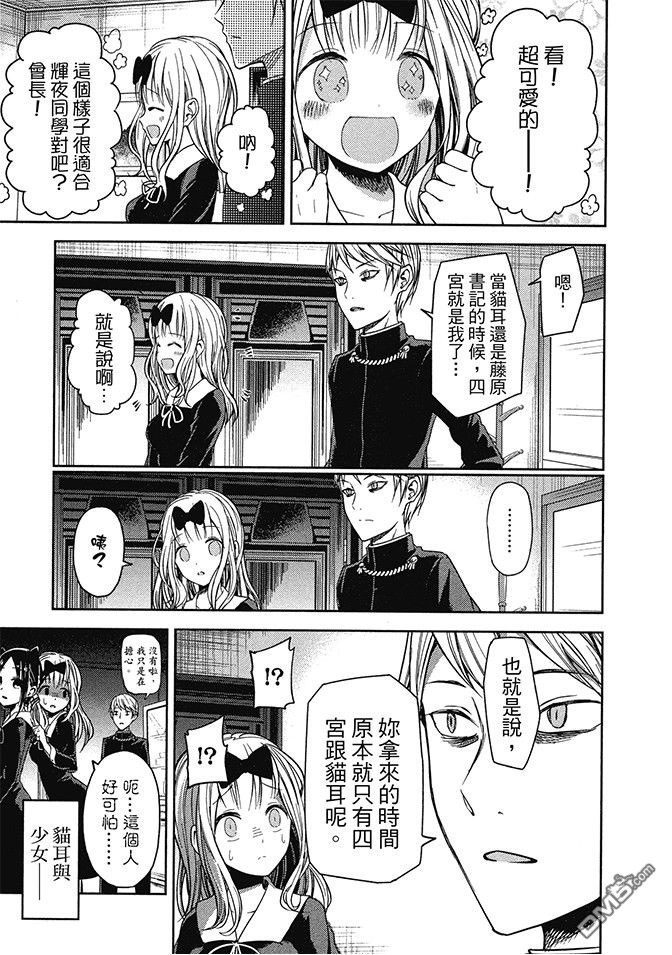 看！
超可愛的——！
吶！
這個樣子很適合
輝夜同學對吧？
會長！
嗯！
當貓耳還是藤原
書記的時候，四
宮就是我了…
就是說啊…
………
咦？
也就是說，
妳拿來的時間
原本就只有四
宮跟貓耳呢。
!?
!?
沒有啦，
我只是在
擔心。
呃…這個人
好可怕……
貓耳與
少女——
DM5.com